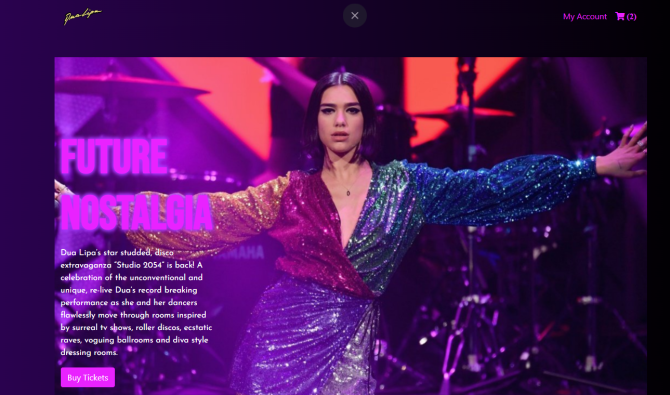 Dua Lipa
My Account
(2)
FUTURE
NOSTALGIA
YAMAHA
Dua Lipa's star studded, disco
extravaganza "Studio 2054" is back! A
celebration of the unconventional and
unique, re-live Dua's record breaking
performance as she and her dancers
flawlessly move through rooms inspired
by surreal tv shows, roller discos, ecstatic
raves, voguing ballrooms and diva style
dressing rooms.
Buy Tickets